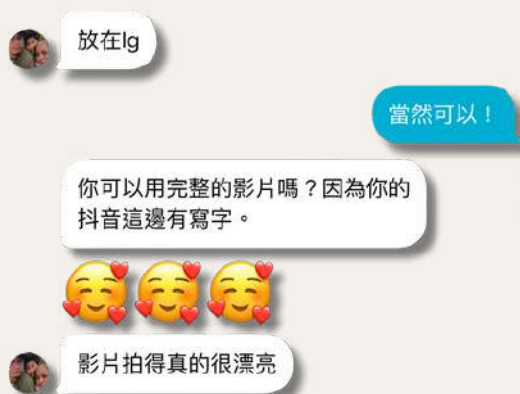 放在Ig
當然可以！
你可以用完整的影片嗎？因為你的
抖音這邊有寫字。
影片拍得真的很漂亮